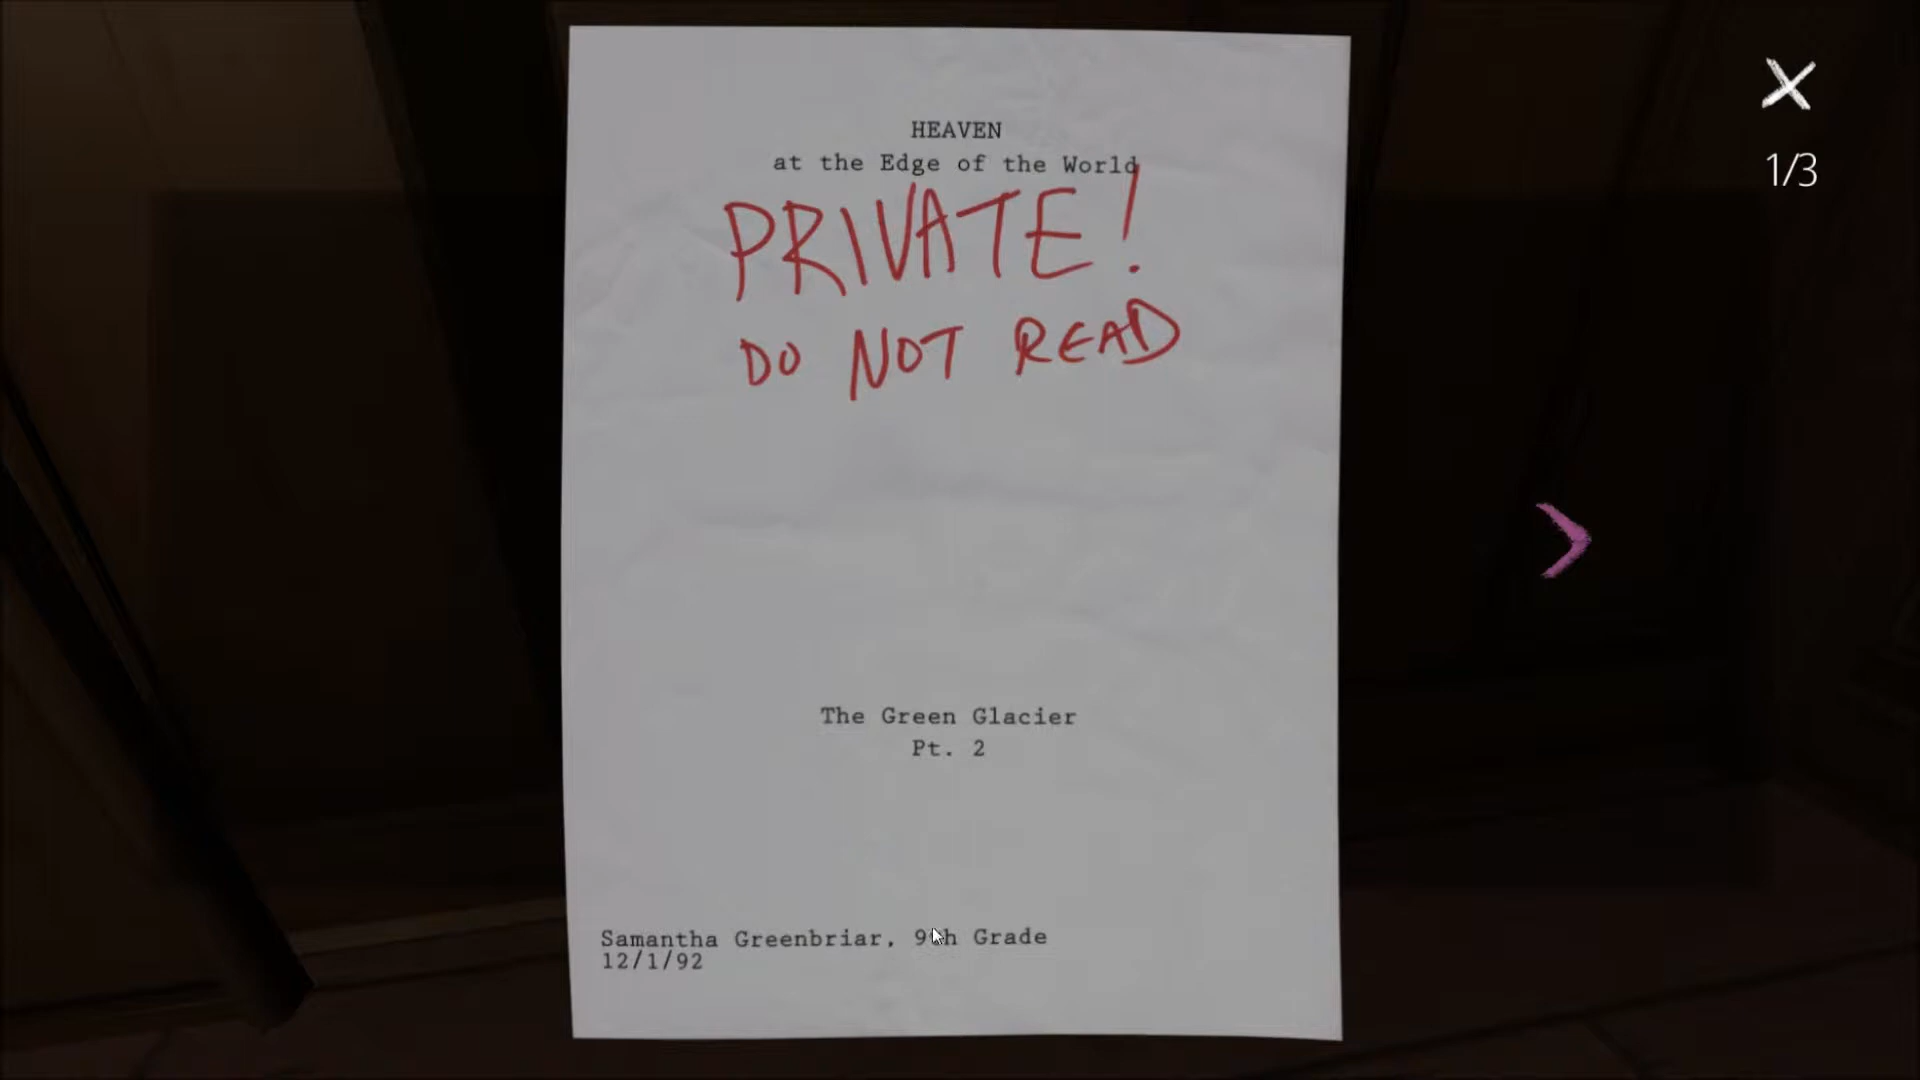 HEAVEN
at the Edge of the World
PRIVATE!
DO NOT READ
The Green Glacier
Pt. 2
Samantha Greenbriar, 9th Grade
12/1/92
1/3